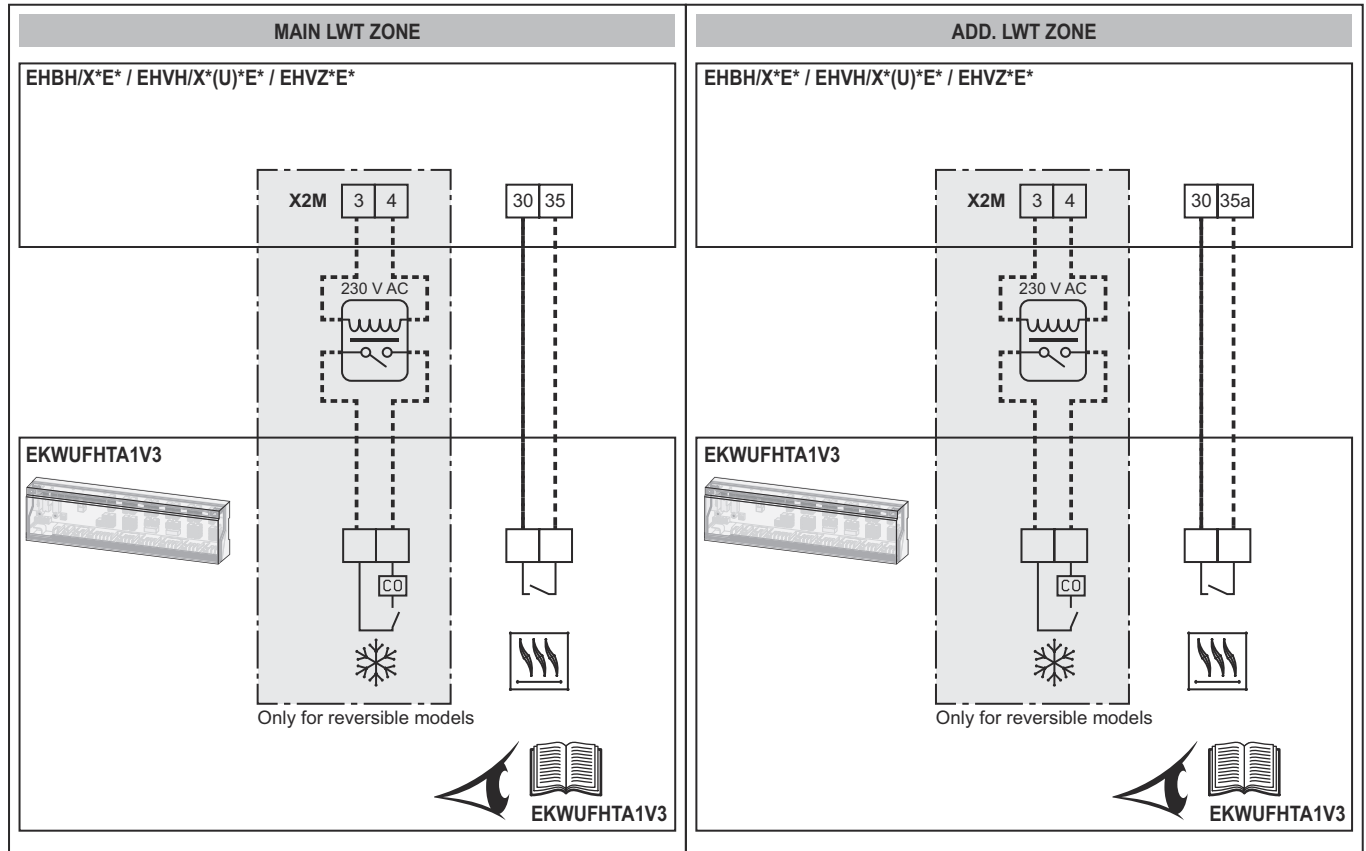 MAIN LWT ZONE
EHBH/X*E* / EHVH/X*(U)*E* / EHVZ*E*
X2M 3 4 30 35
230 V AC
EKWUFHTA1V3
CO
Only for reversible models
EKWUFHTA1V3
ADD. LWT ZONE
EHBH/X*E* / EHVH/X*(U)*E* / EHVZ*E*
X2M 3 4 30 35a
230 V AC
EKWUFHTA1V3
CO
Only for reversible models
EKWUFHTA1V3